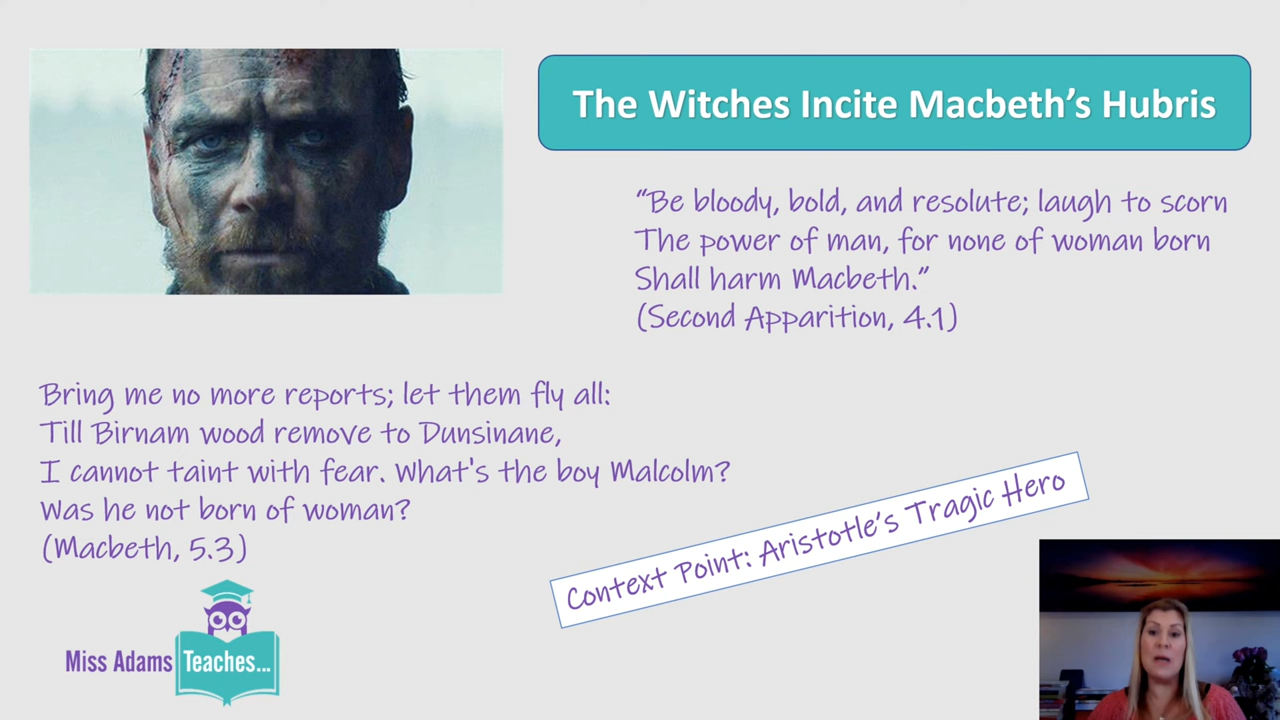 The Witches Incite Macbeth’s Hubris
“Be bloody, bold, and resolute; laugh to scorn
The power of man, for none of woman born
Shall harm Macbeth.”
(Second Apparition, 4.1)
Bring me no more reports; let them fly all:
Till Birnam wood remove to Dunsinane,
I cannot taint with fear. What's the boy Malcolm?
Was he not born of woman?
(Macbeth, 5.3)
Context Point: Aristotle’s Tragic Hero
Miss Adams Teaches...